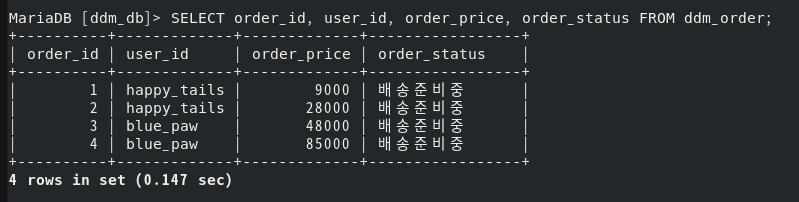 MariaDB [ddm_db]> SELECT order_id, user_id, order_price, order_status FROM ddm_order;
+----------+------------+-------------+-----------------+
| order_id | user_id    | order_price | order_status    |
+----------+------------+-------------+-----------------+
|        1 | happy_tails |        9000 | 배송준비중      |
|        2 | happy_tails |       28000 | 배송준비중      |
|        3 | blue_paw   |       48000 | 배송준비중      |
|        4 | blue_paw   |       85000 | 배송준비중      |
+----------+------------+-------------+-----------------+
4 rows in set (0.147 sec)